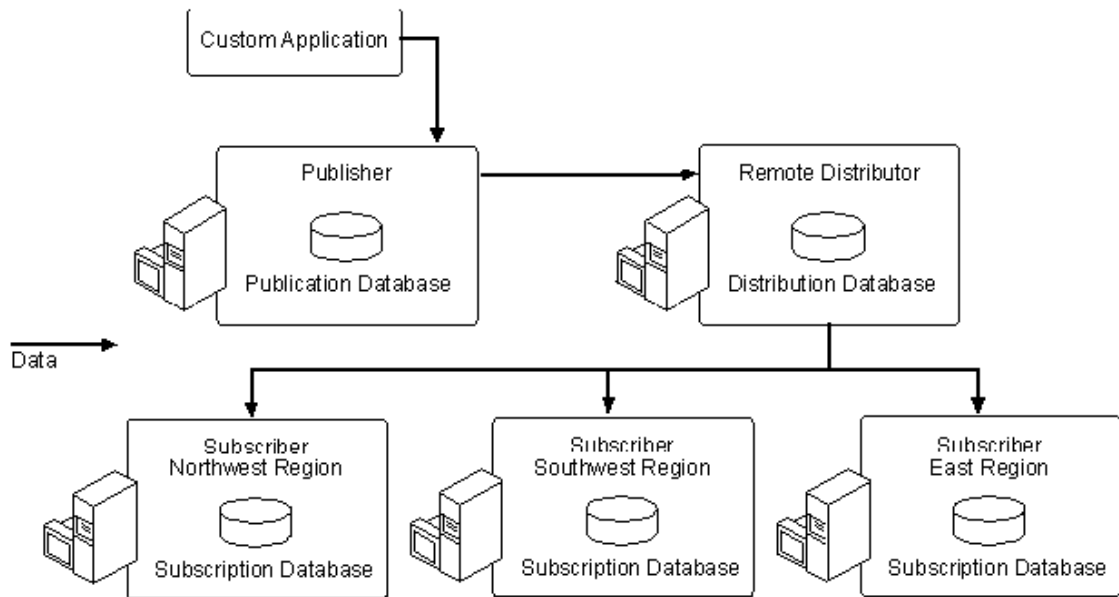 Custom Application
Publisher
Publication Database
Remote Distributor
Distribution Database
Data
Subscriber
Northwest Region
Subscription Database
Subscriber
Southwest Region
Subscription Database
Subscriber
East Region
Subscription Database